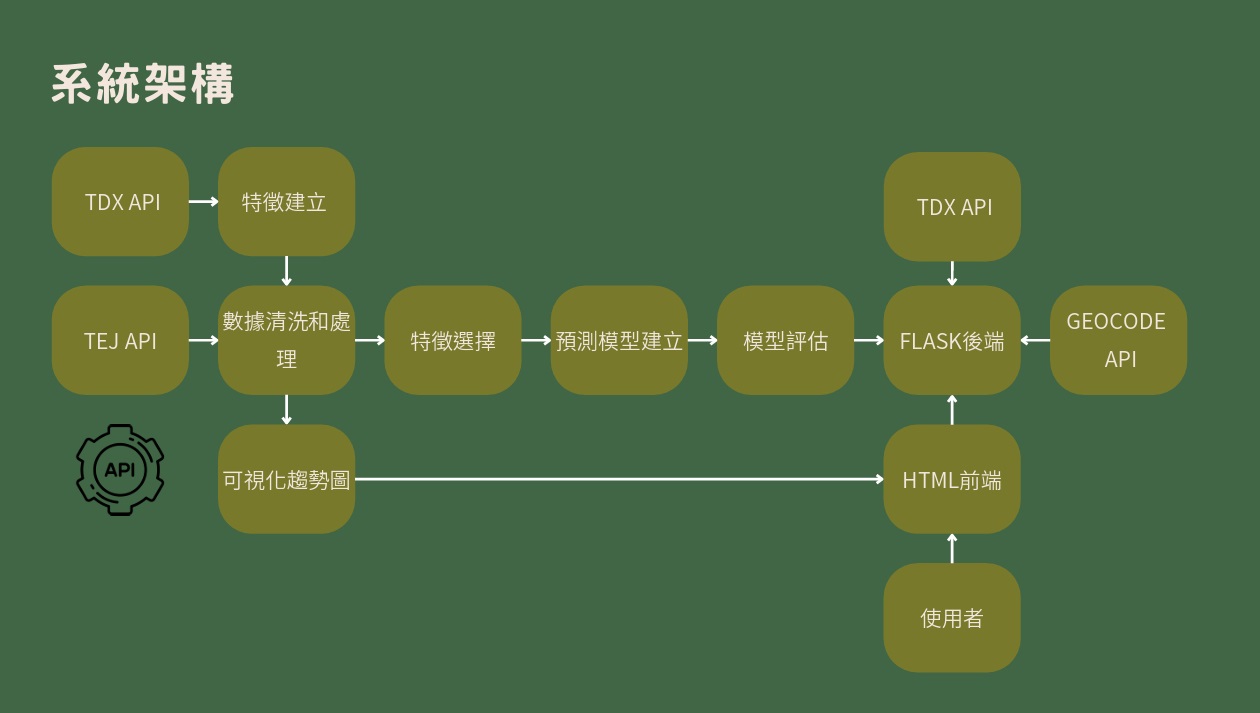 系統架構
TDX API
特徵建立
TDX API
TEJ API
數據清洗和處
理
特徵選擇
預測模型建立
模型評估
FLASK後端
GEOCODE
API
API
可視化趨勢圖
HTML前端
使用者